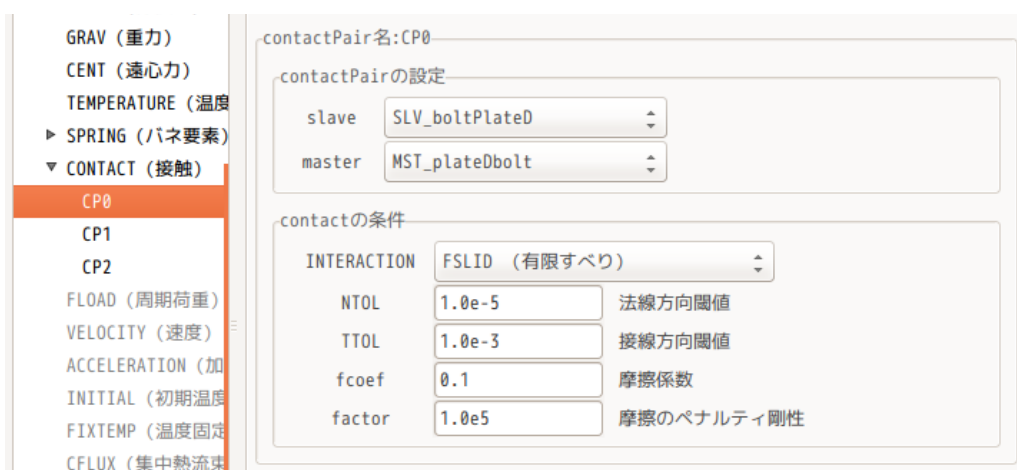 GRAV (重力)
CENT (遠心力)
TEMPERATURE (温度
SPRING (バネ要素)
CONTACT (接触)
CP0
CP1
CP2
FLOAD (周期荷重)
VELOCITY (速度)
ACCELERATION (加
INITIAL (初期温度
FIXTEMP (温度固定
CFLUX (集中熱流束
contactPair名:CP0
contactPairの設定
slave SLV_boltPlateD
master MST_plateDbolt
contactの条件
INTERACTION FSLID (有限すべり)
NTOL 1.0e-5 法線方向閾値
TTOL 1.0e-3 接線方向閾値
fcoef 0.1 摩擦係数
factor 1.0e5 摩擦のペナルティ剛性